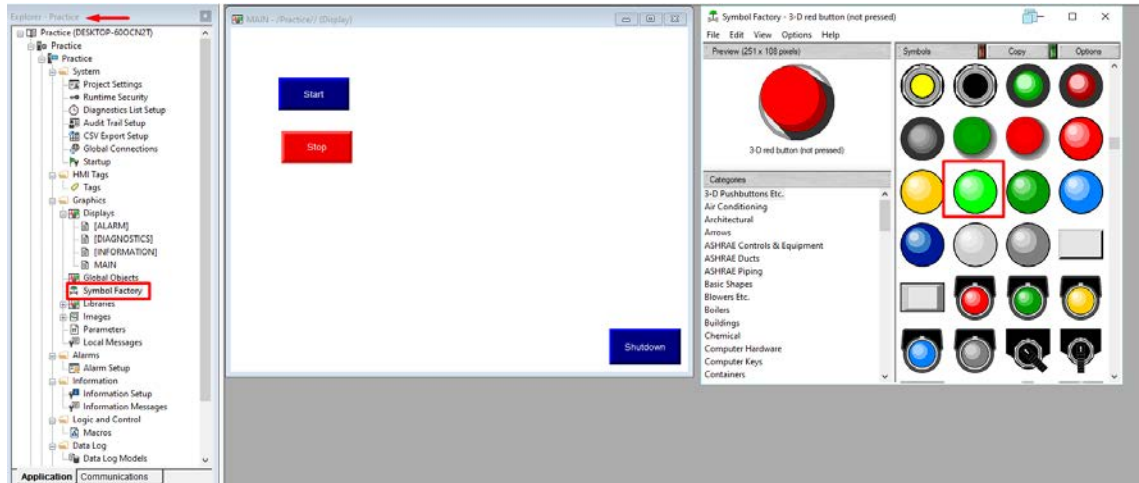 Explorer - Practice
Practice (DESKTOP-60OCN2T)
Practice
Practice
System
Project Settings
Runtime Security
Diagnostics List Setup
Audit Trail Setup
CSV Export Setup
Global Connections
Startup
HMI Tags
Tags
Graphics
Displays
[ALARM]
[DIAGNOSTICS]
[INFORMATION]
MAIN
Global Objects
Symbol Factory
Libraries
Images
Parameters
Local Messages
Alarms
Alarm Setup
Information
Information Setup
Information Messages
Logic and Control
Macros
Data Log
Data Log Models
Application Communications
MAIN - /Practice// (Display)
Start
Stop
Shutdown
Symbol Factory - 3-D red button (not pressed)
File Edit View Options Help
Preview (251 x 108 pixels)
3-D red button (not pressed)
Categories
3-D Pushbuttons Etc.
Air Conditioning
Architectural
Arrows
ASHRAE Controls & Equipment
ASHRAE Ducts
ASHRAE Piping
Basic Shapes
Blowers Etc.
Boilers
Buildings
Chemical
Computer Hardware
Computer Keys
Containers
Symbols Copy Options